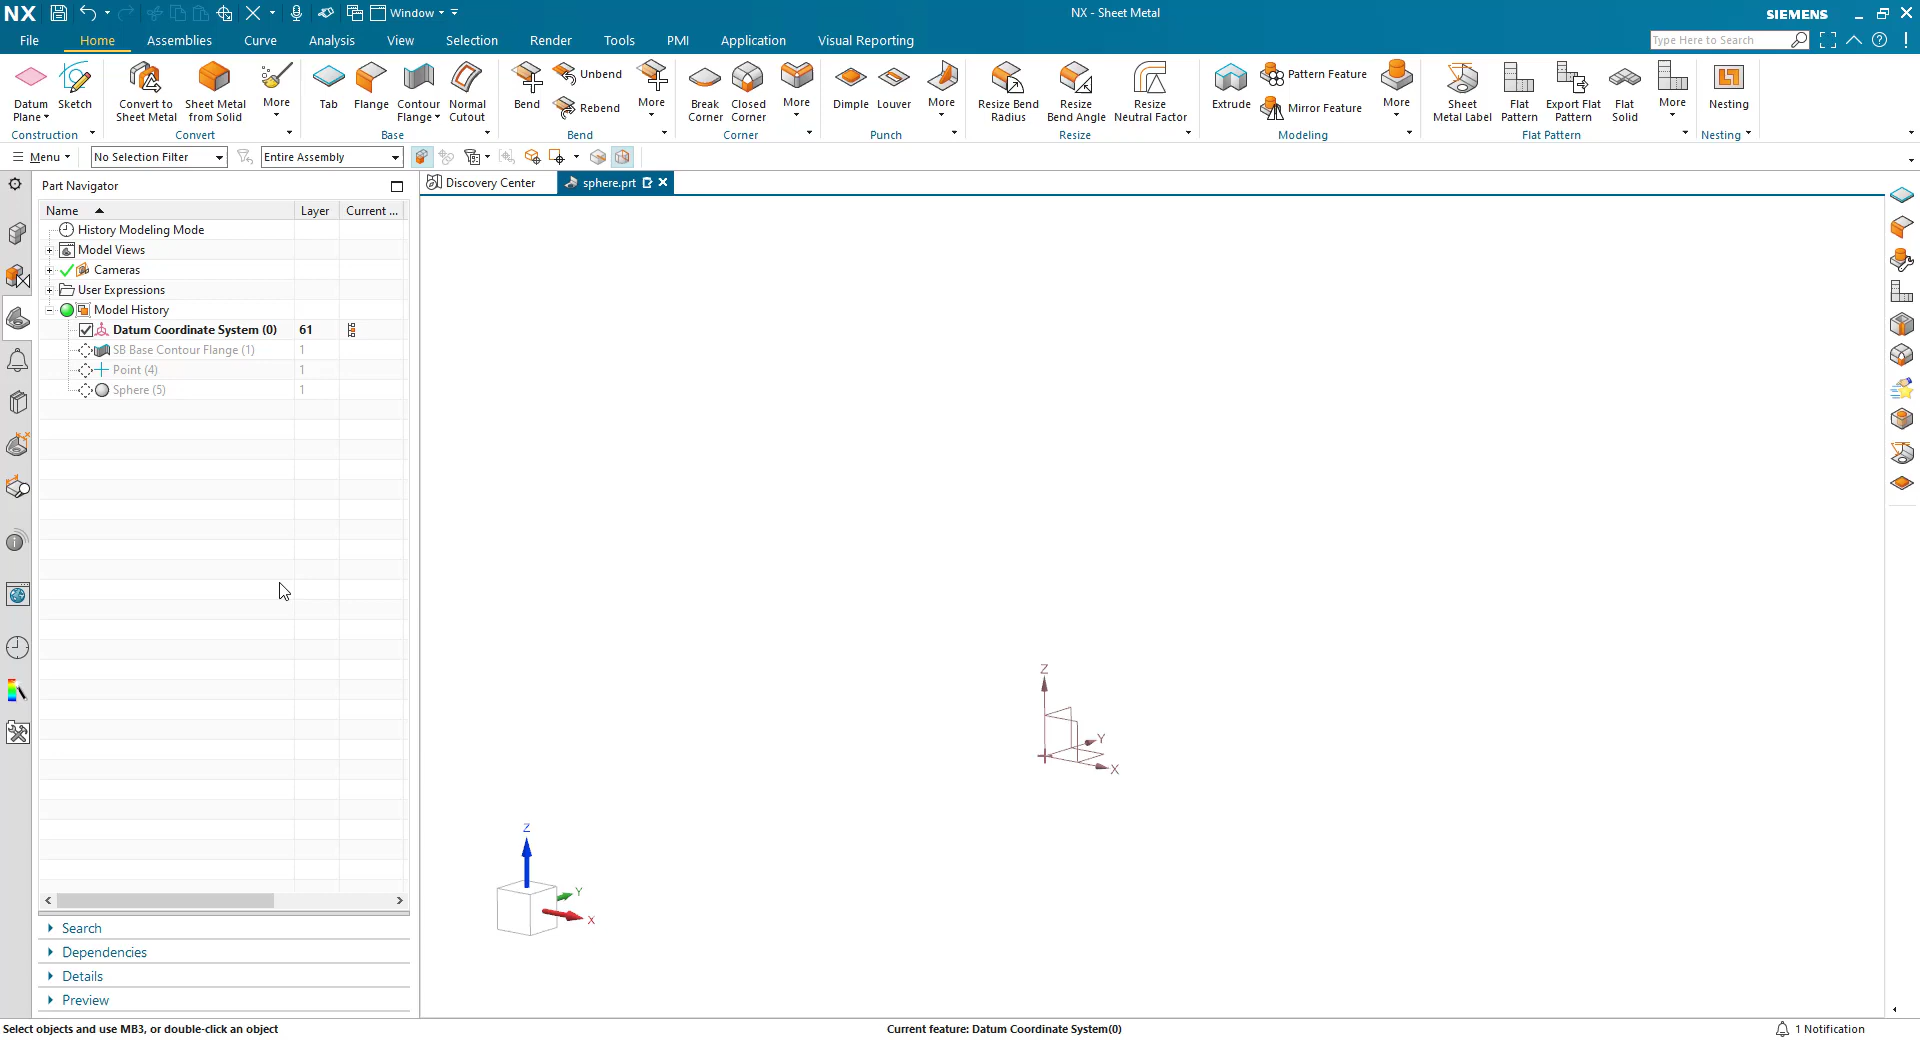 NX
Window
NX - Sheet Metal
SIEMENS
File
Home
Assemblies
Curve
Analysis
View
Selection
Render
Tools
PMI
Application
Visual Reporting
Type Here to Search
Datum
Plane
Sketch
Construction
Convert to
Sheet Metal
Sheet Metal
from Solid
More
Convert
Tab
Flange
Contour
Flange
Normal
Cutout
Base
Bend
Unbend
Rebend
More
Bend
Break
Corner
Closed
Corner
More
Corner
Dimple
Louver
More
Punch
Resize Bend
Radius
Resize
Bend Angle
Resize
Neutral Factor
Resize
Extrude
Pattern Feature
Mirror Feature
More
Modeling
Sheet
Metal Label
Flat
Pattern
Export Flat
Pattern
Flat
Solid
More
Flat Pattern
Nesting
Nesting
Menu
No Selection Filter
Entire Assembly
Part Navigator
Discovery Center
sphere.prt
Name
Layer
Current ...
History Modeling Mode
Model Views
Cameras
User Expressions
Model History
Datum Coordinate System (0)
61
SB Base Contour Flange (1)
1
Point (4)
1
Sphere (5)
1
Z
Y
X
Z
Y
X
Search
Dependencies
Details
Preview
Select objects and use MB3, or double-click an object
Current feature: Datum Coordinate System(0)
1 Notification